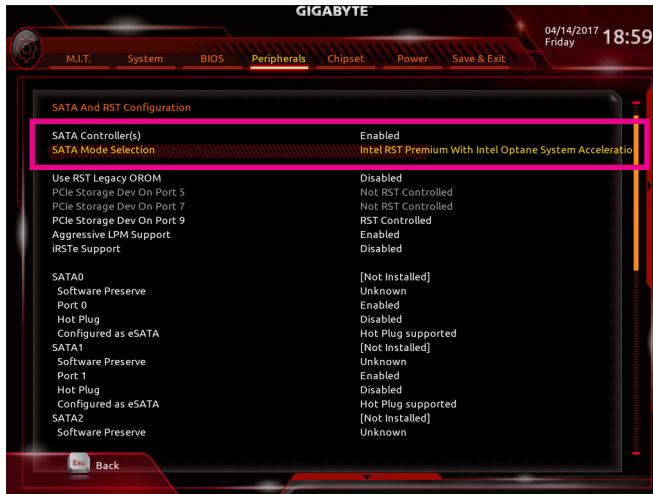 GIGABYTE™
04/14/2017 18:59
Friday
M.I.T. System BIOS Peripherals Chipset Power Save & Exit
SATA And RST Configuration
SATA Controller(s) Enabled
SATA Mode Selection Intel RST Premium With Intel Optane System Acceleratio
Use RST Legacy OROM Disabled
PCIe Storage Dev On Port 5 Not RST Controlled
PCIe Storage Dev On Port 7 Not RST Controlled
PCIe Storage Dev On Port 9 RST Controlled
Aggressive LPM Support Enabled
iRSTe Support Disabled
SATA0 [Not Installed]
Software Preserve Unknown
Port 0 Enabled
Hot Plug Disabled
Configured as eSATA Hot Plug supported
SATA1 [Not Installed]
Software Preserve Unknown
Port 1 Enabled
Hot Plug Disabled
Configured as eSATA Hot Plug supported
SATA2 [Not Installed]
Software Preserve Unknown
Esc Back